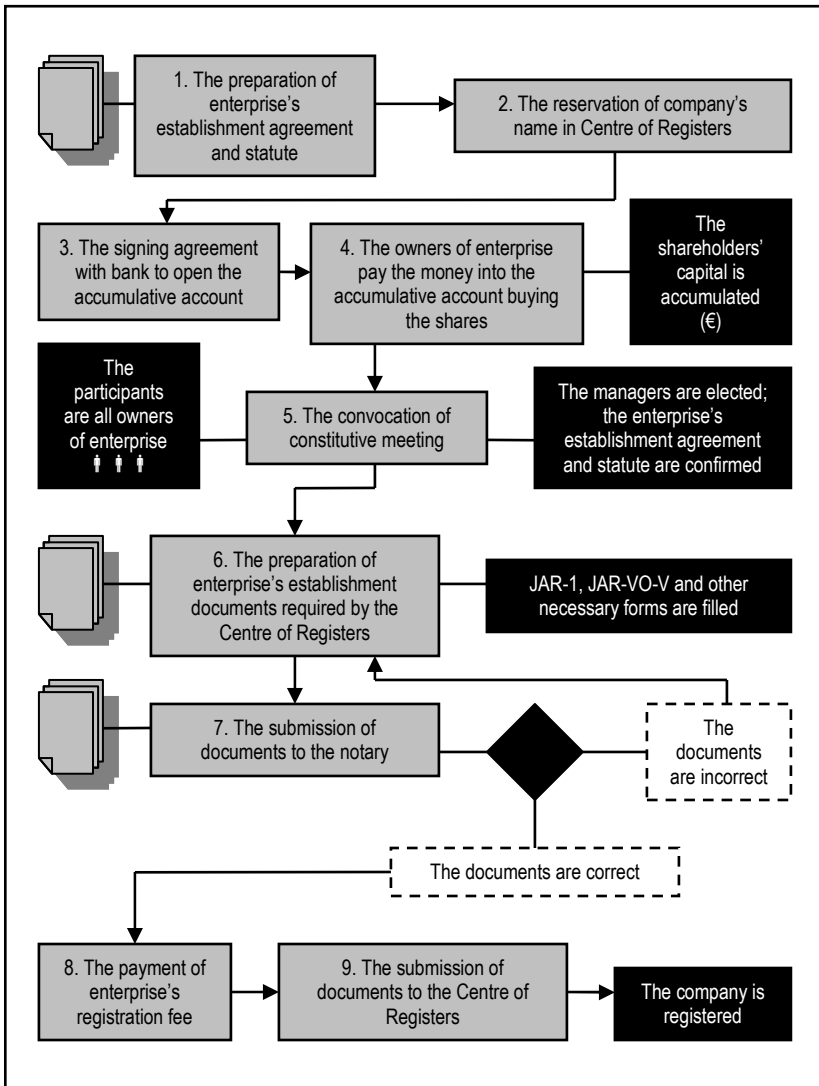 1. The preparation of
enterprise’s
establishment agreement
and statute
2. The reservation of company’s
name in Centre of Registers
3. The signing agreement
with bank to open the
accumulative account
4. The owners of enterprise
pay the money into the
accumulative account buying
the shares
The
shareholders’
capital is
accumulated
(€)
The
participants
are all owners
of enterprise
5. The convocation of
constitutive meeting
The managers are elected;
the enterprise’s
establishment agreement
and statute are confirmed
6. The preparation of
enterprise’s establishment
documents required by the
Centre of Registers
JAR-1, JAR-VO-V and other
necessary forms are filled
7. The submission of
documents to the notary
The
documents
are incorrect
The documents are correct
8. The payment of
enterprise’s
registration fee
9. The submission of
documents to the Centre of
Registers
The company is
registered